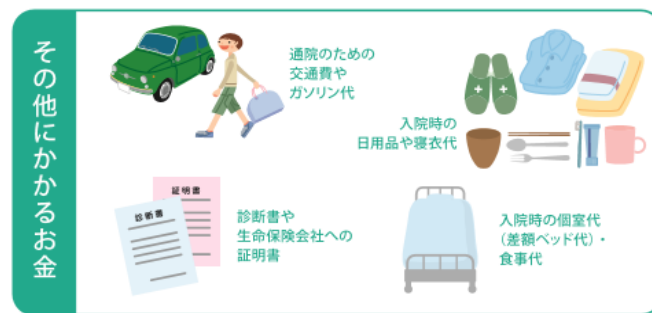 その他にかかるお金
通院のための
交通費や
ガソリン代
入院時の
日用品や寝衣代
診断書
証明書
診断書や
生命保険会社への
証明書
入院時の個室代
（差額ベッド代）・
食事代